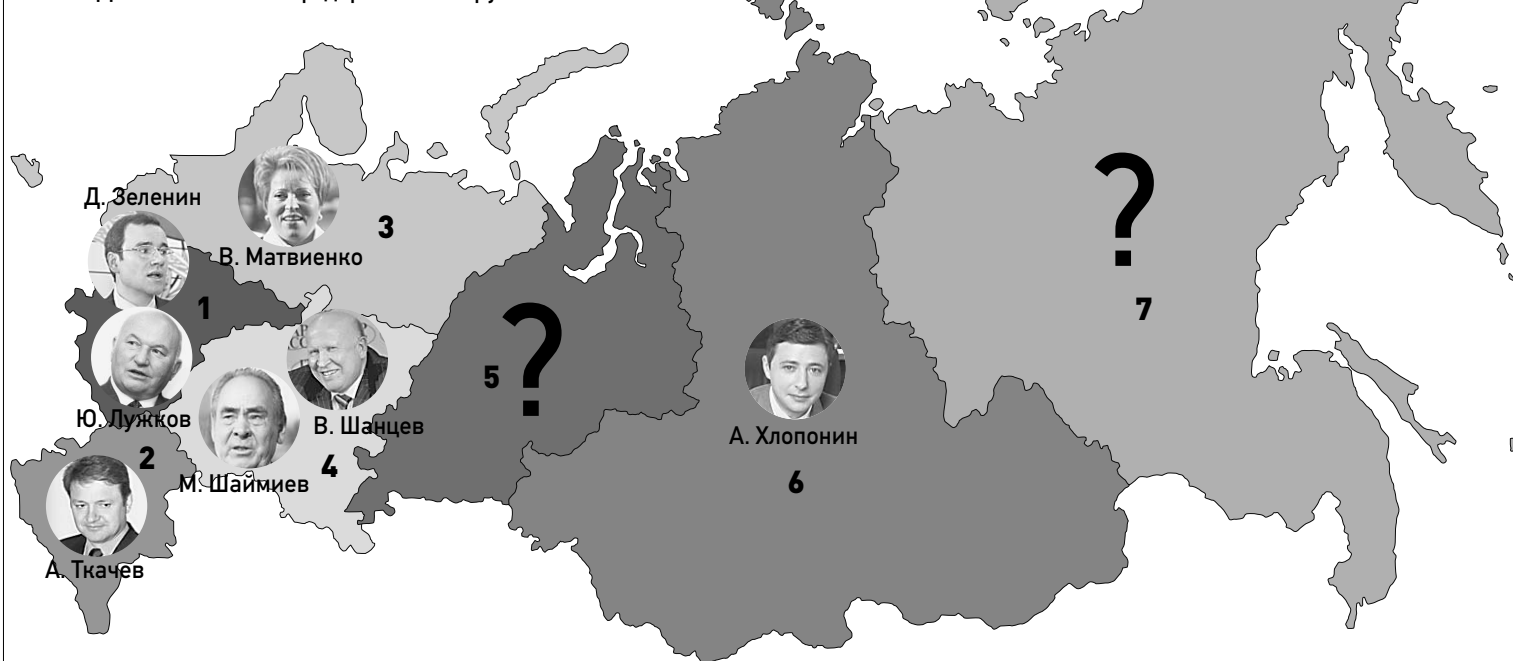 Д. Зеленин
В. Матвиенко
3
1
?
7
?
5
Ю. Лужков
В. Шанцев
А. Хлопонин
2
4
М. Шаймиев
6
А. Ткачев